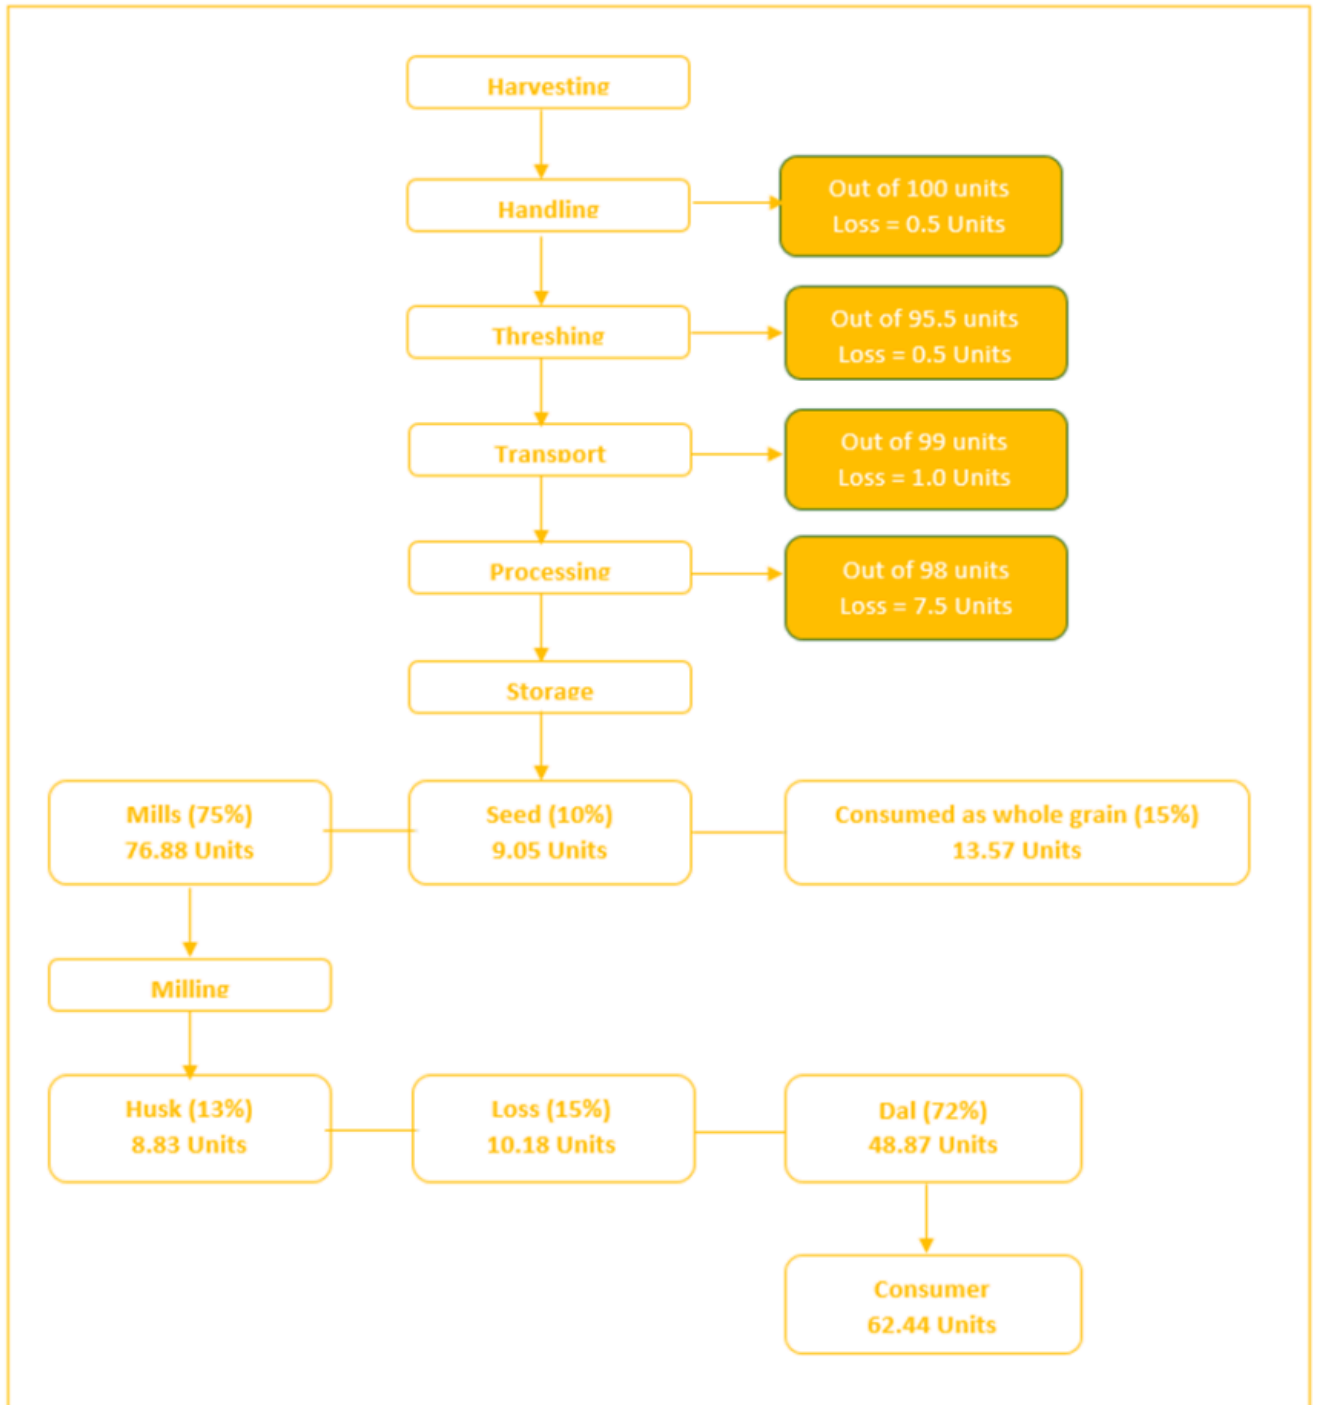 Harvesting
Handling
Out of 100 units
Loss = 0.5 Units
Threshing
Out of 95.5 units
Loss = 0.5 Units
Transport
Out of 99 units
Loss = 1.0 Units
Processing
Out of 98 units
Loss = 7.5 Units
Storage
Mills (75%)
76.88 Units
Seed (10%)
9.05 Units
Consumed as whole grain (15%)
13.57 Units
Milling
Husk (13%)
8.83 Units
Loss (15%)
10.18 Units
Dal (72%)
48.87 Units
Consumer
62.44 Units